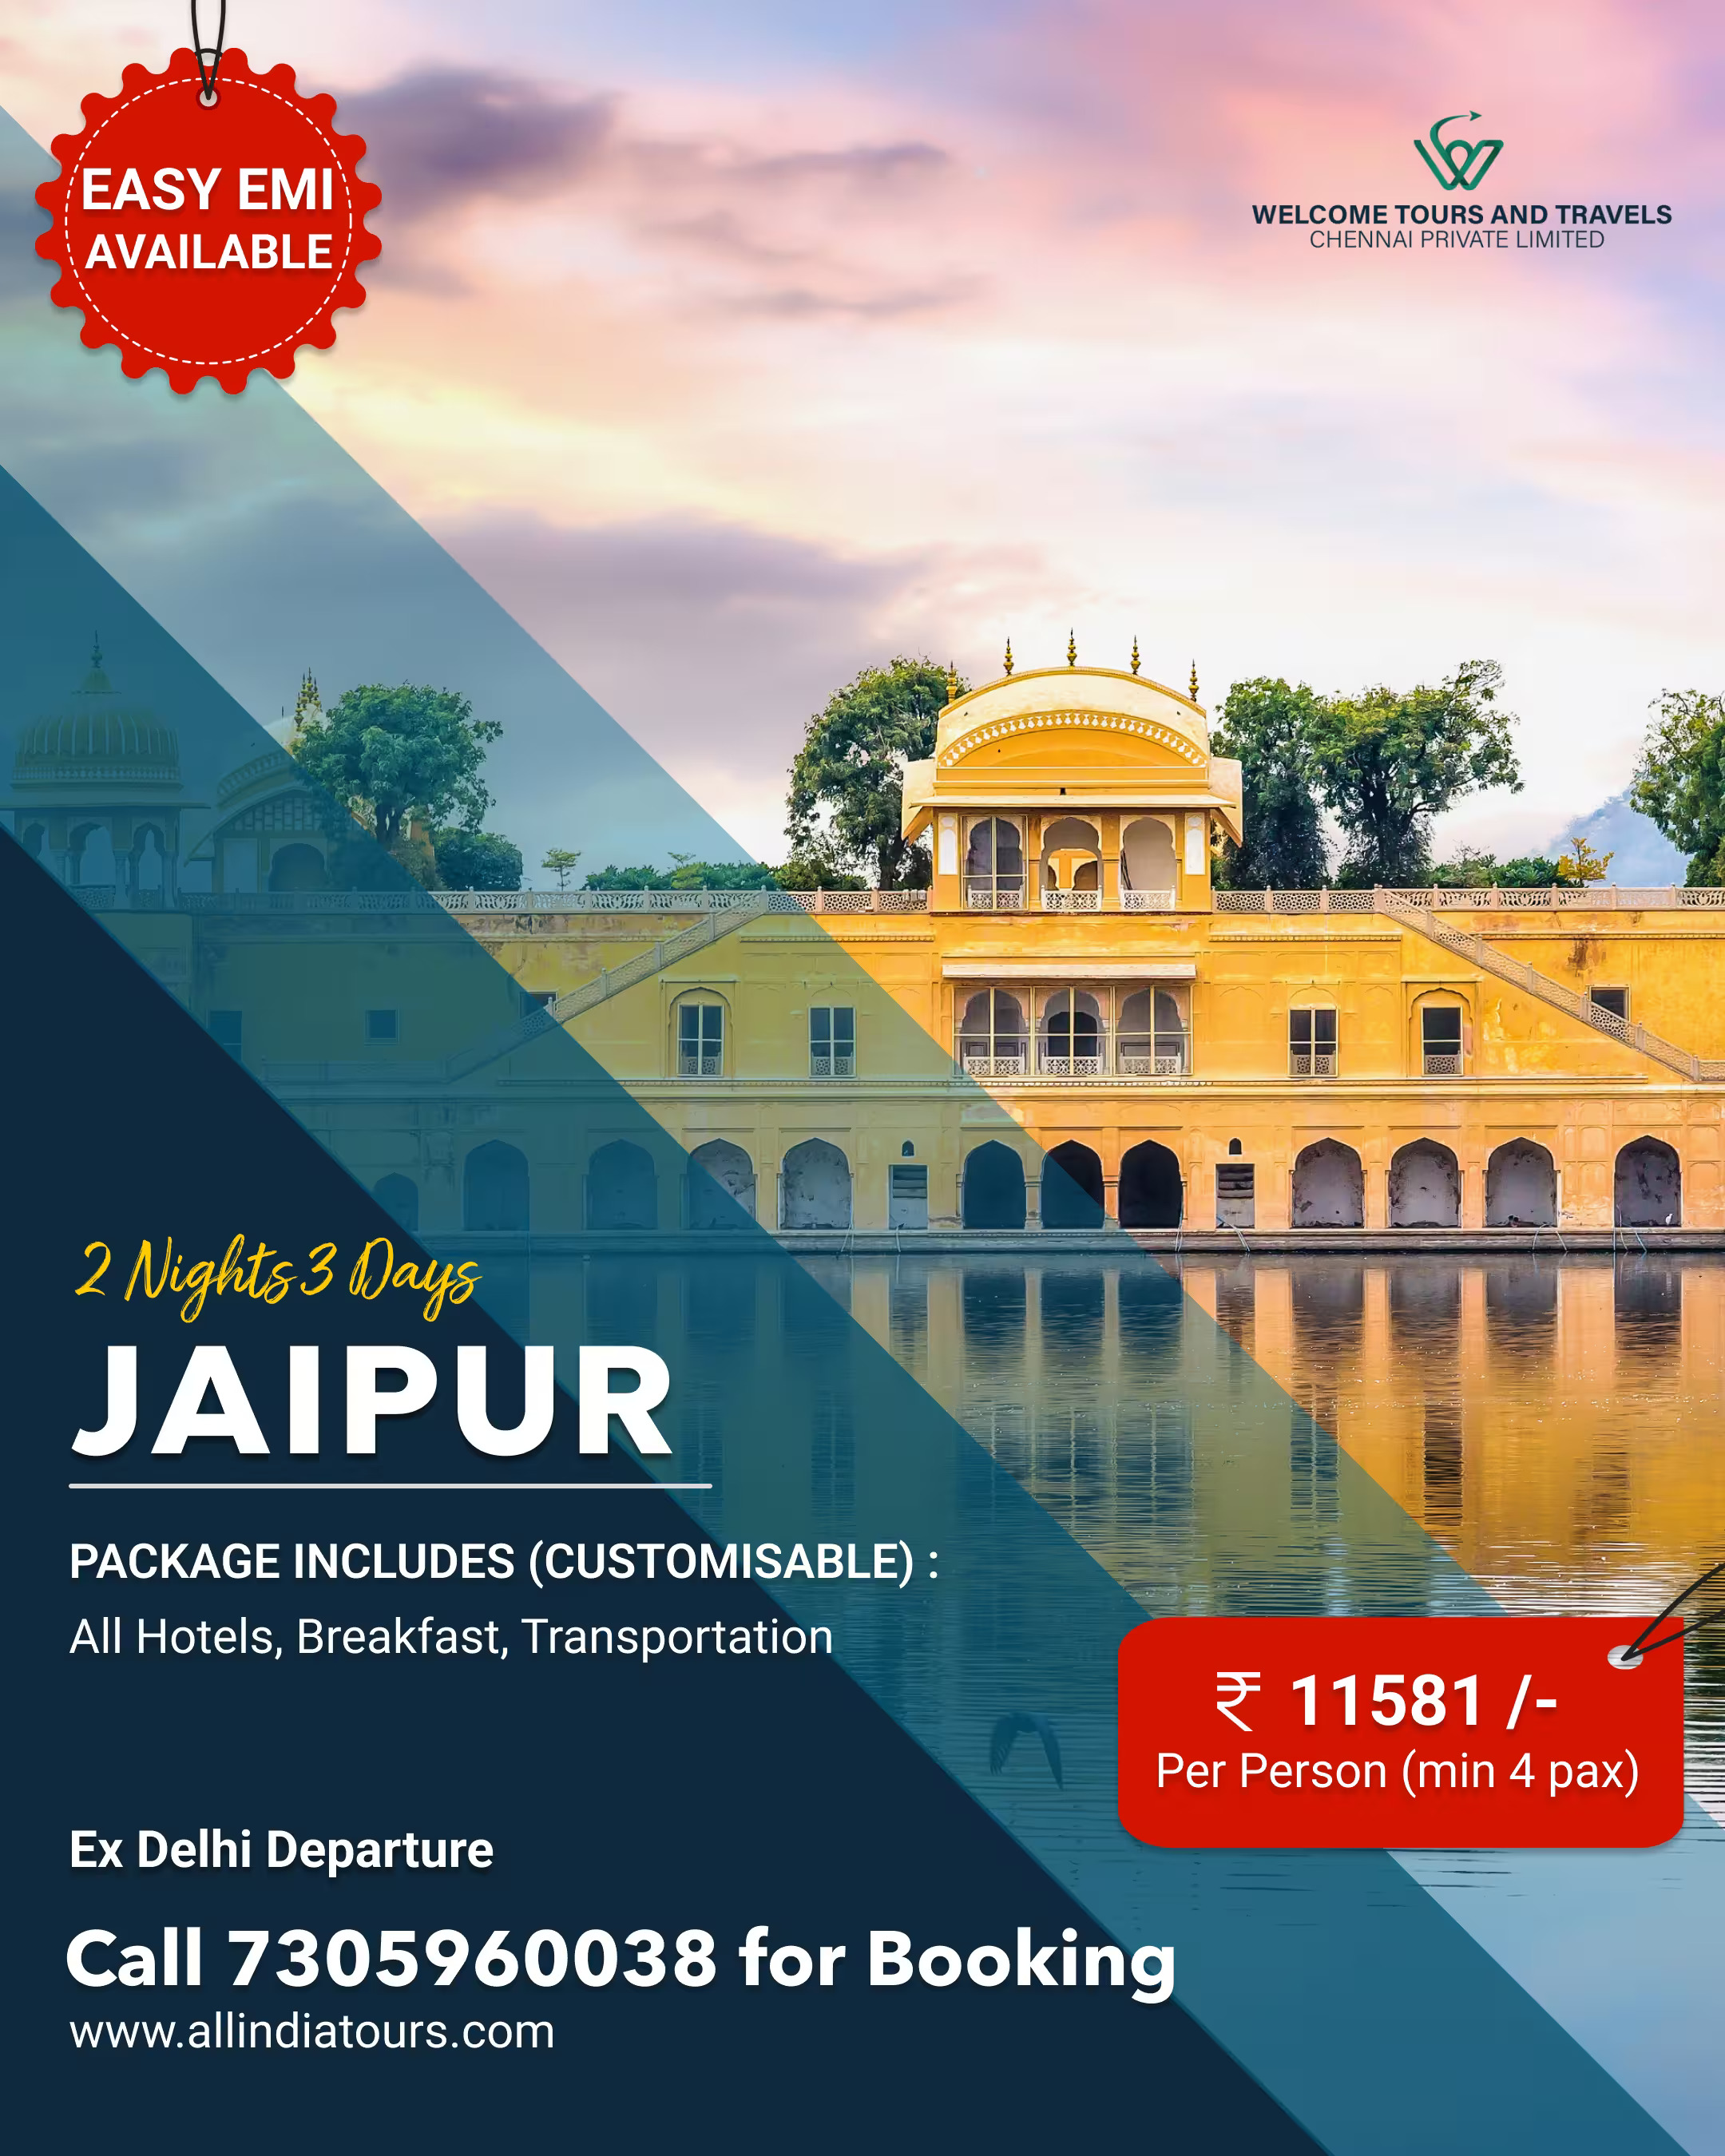 EASY EMI
AVAILABLE
WELCOME TOURS AND TRAVELS
CHENNAI PRIVATE LIMITED
2 Nights 3 Days
JAIPUR
PACKAGE INCLUDES (CUSTOMISABLE) :
All Hotels, Breakfast, Transportation
₹ 11581 /-
Per Person (min 4 pax)
Ex Delhi Departure
Call 7305960038 for Booking
www.allindiatours.com